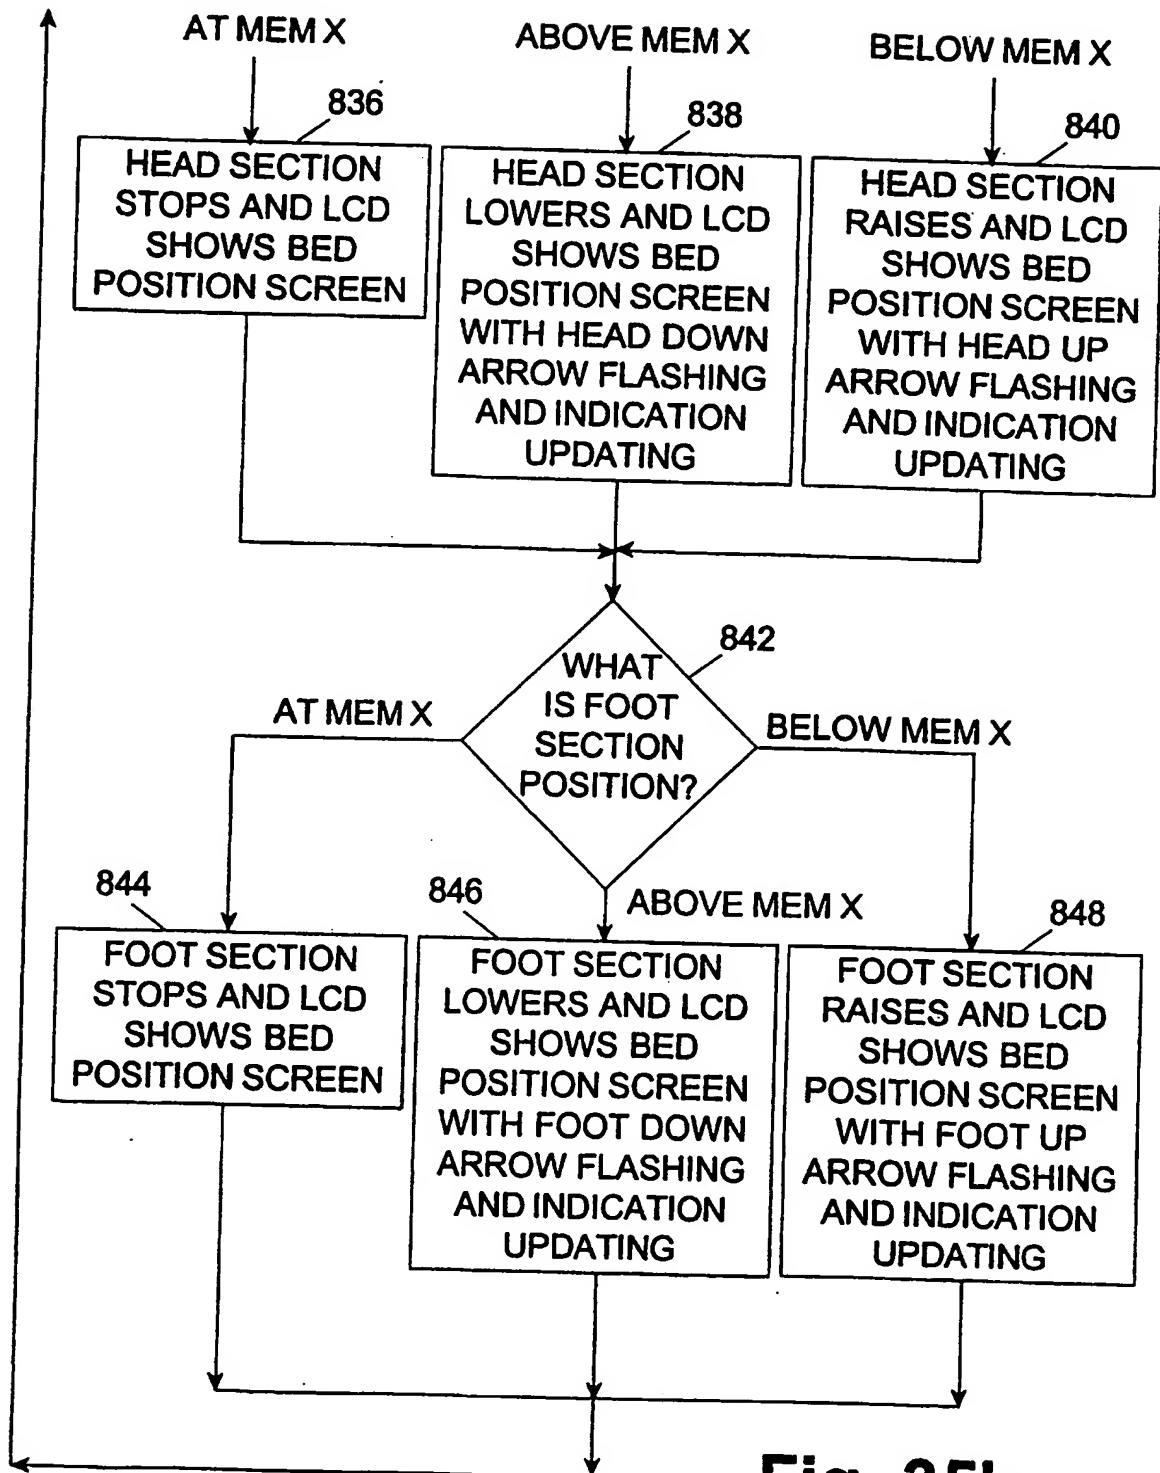 AT MEM X
ABOVE MEM X
BELOW MEM X
836
838
840
HEAD SECTION
STOPS AND LCD
SHOWS BED
POSITION SCREEN
HEAD SECTION
LOWERS AND LCD
SHOWS BED
POSITION SCREEN
WITH HEAD DOWN
ARROW FLASHING
AND INDICATION
UPDATING
HEAD SECTION
RAISES AND LCD
SHOWS BED
POSITION SCREEN
WITH HEAD UP
ARROW FLASHING
AND INDICATION
UPDATING
842
WHAT
IS FOOT
SECTION
POSITION?
AT MEM X
BELOW MEM X
ABOVE MEM X
844
846
848
FOOT SECTION
STOPS AND LCD
SHOWS BED
POSITION SCREEN
FOOT SECTION
LOWERS AND LCD
SHOWS BED
POSITION SCREEN
WITH FOOT DOWN
ARROW FLASHING
AND INDICATION
UPDATING
FOOT SECTION
RAISES AND LCD
SHOWS BED
POSITION SCREEN
WITH FOOT UP
ARROW FLASHING
AND INDICATION
UPDATING